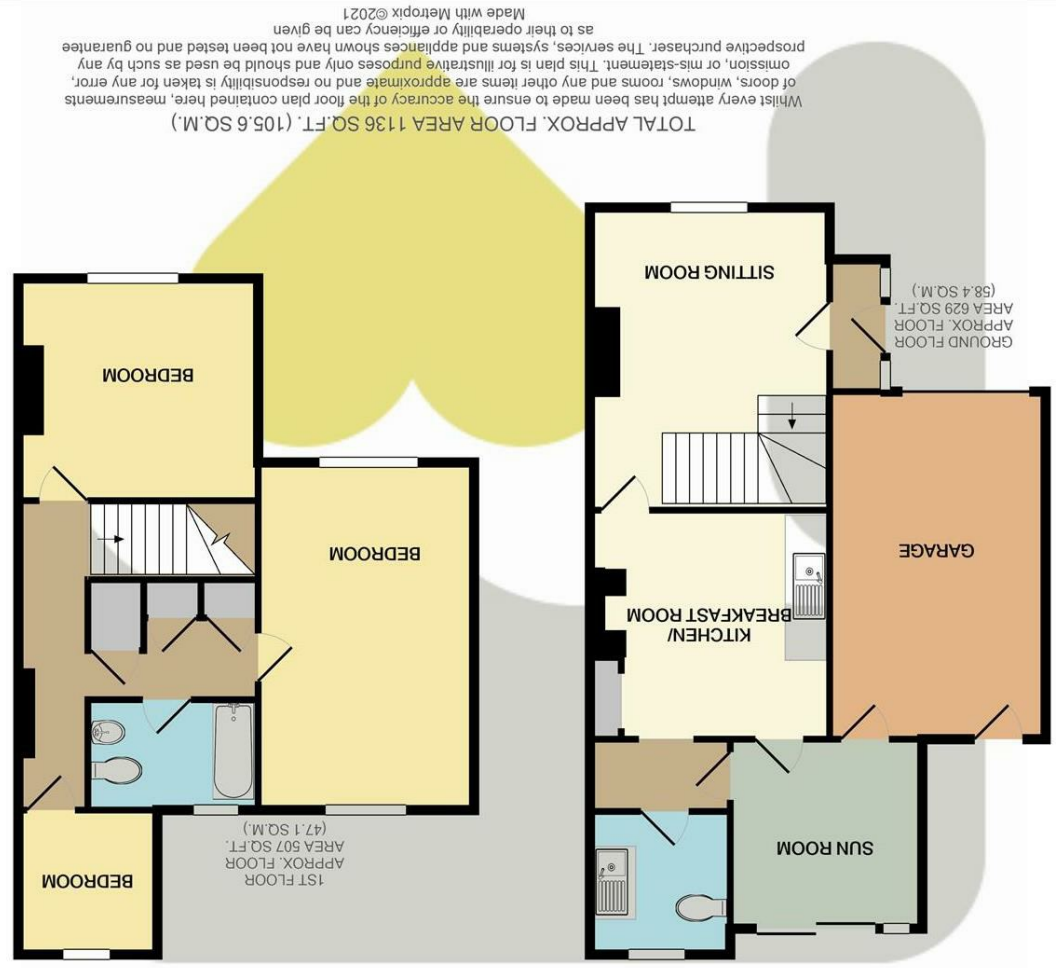 SUN ROOM
KITCHEN/
BREAKFAST ROOM
GARAGE
GROUND FLOOR
APPROX. FLOOR
AREA 629 SQ.FT.
(58.4 SQ.M.)
SITTING ROOM
BEDROOM
1ST FLOOR
APPROX. FLOOR
AREA 507 SQ.FT.
(47.1 SQ.M.)
BEDROOM
BEDROOM
TOTAL APPROX. FLOOR AREA 1136 SQ.FT. (105.6 SQ.M.)
Whilst every attempt has been made to ensure the accuracy of the floor plan contained here, measurements
of doors, windows, rooms and any other items are approximate and no responsibility is taken for any error,
omission, or mis-statement. This plan is for illustrative purposes only and should be used as such by any
prospective purchaser. The services, systems and appliances shown have not been tested and no guarantee
as to their operability or efficiency can be given
Made with Metropix ©2021